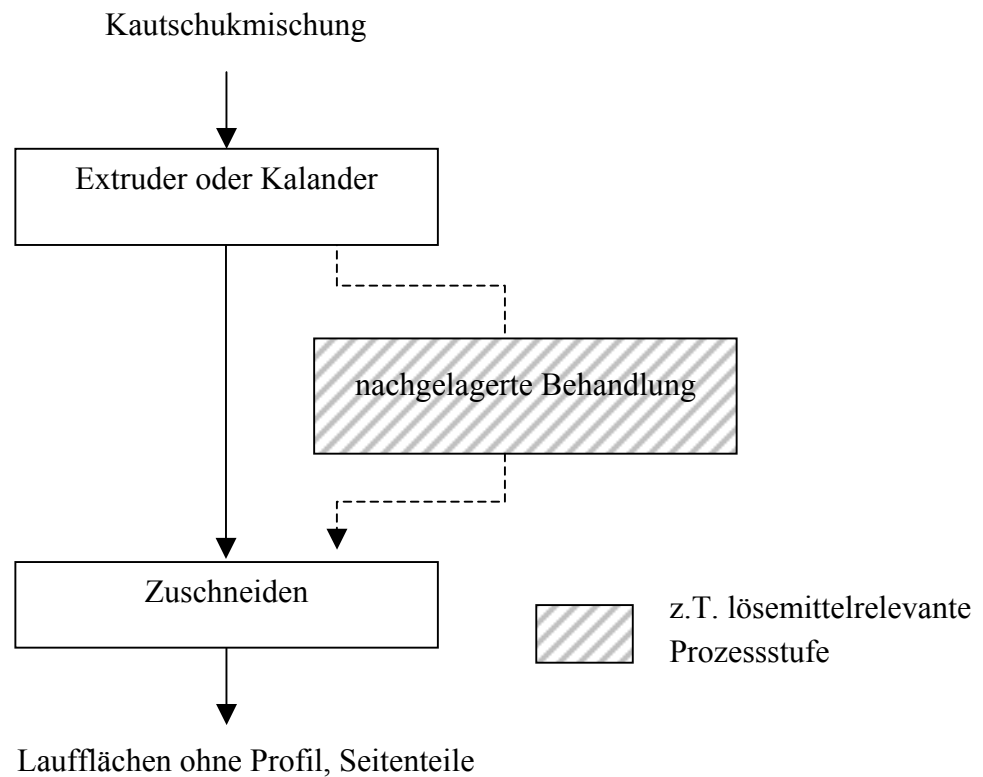 Kautschukmischung
Extruder oder Kalander
nachgelagerte Behandlung
Zuschneiden
z.T. lösemittelrelevante
Prozessstufe
Laufflächen ohne Profil, Seitenteile